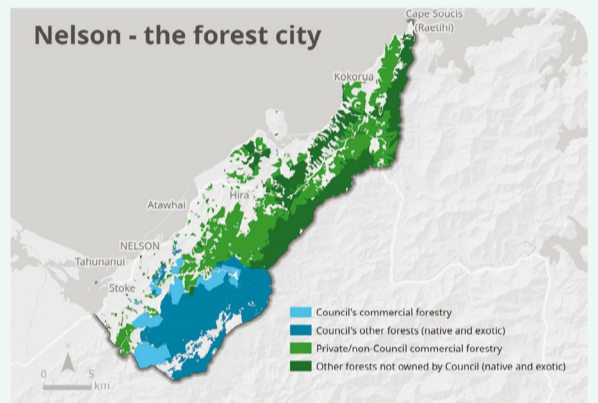 Nelson - the forest city
Cape Soucis
(Raetihi)
Kokorua
Hira
Atawhai
NELSON
Tahunanui
Stoke
Council's commercial forestry
Council's other forests (native and exotic)
Private/non-Council commercial forestry
Other forests not owned by Council (native and exotic)
N
0 5
km